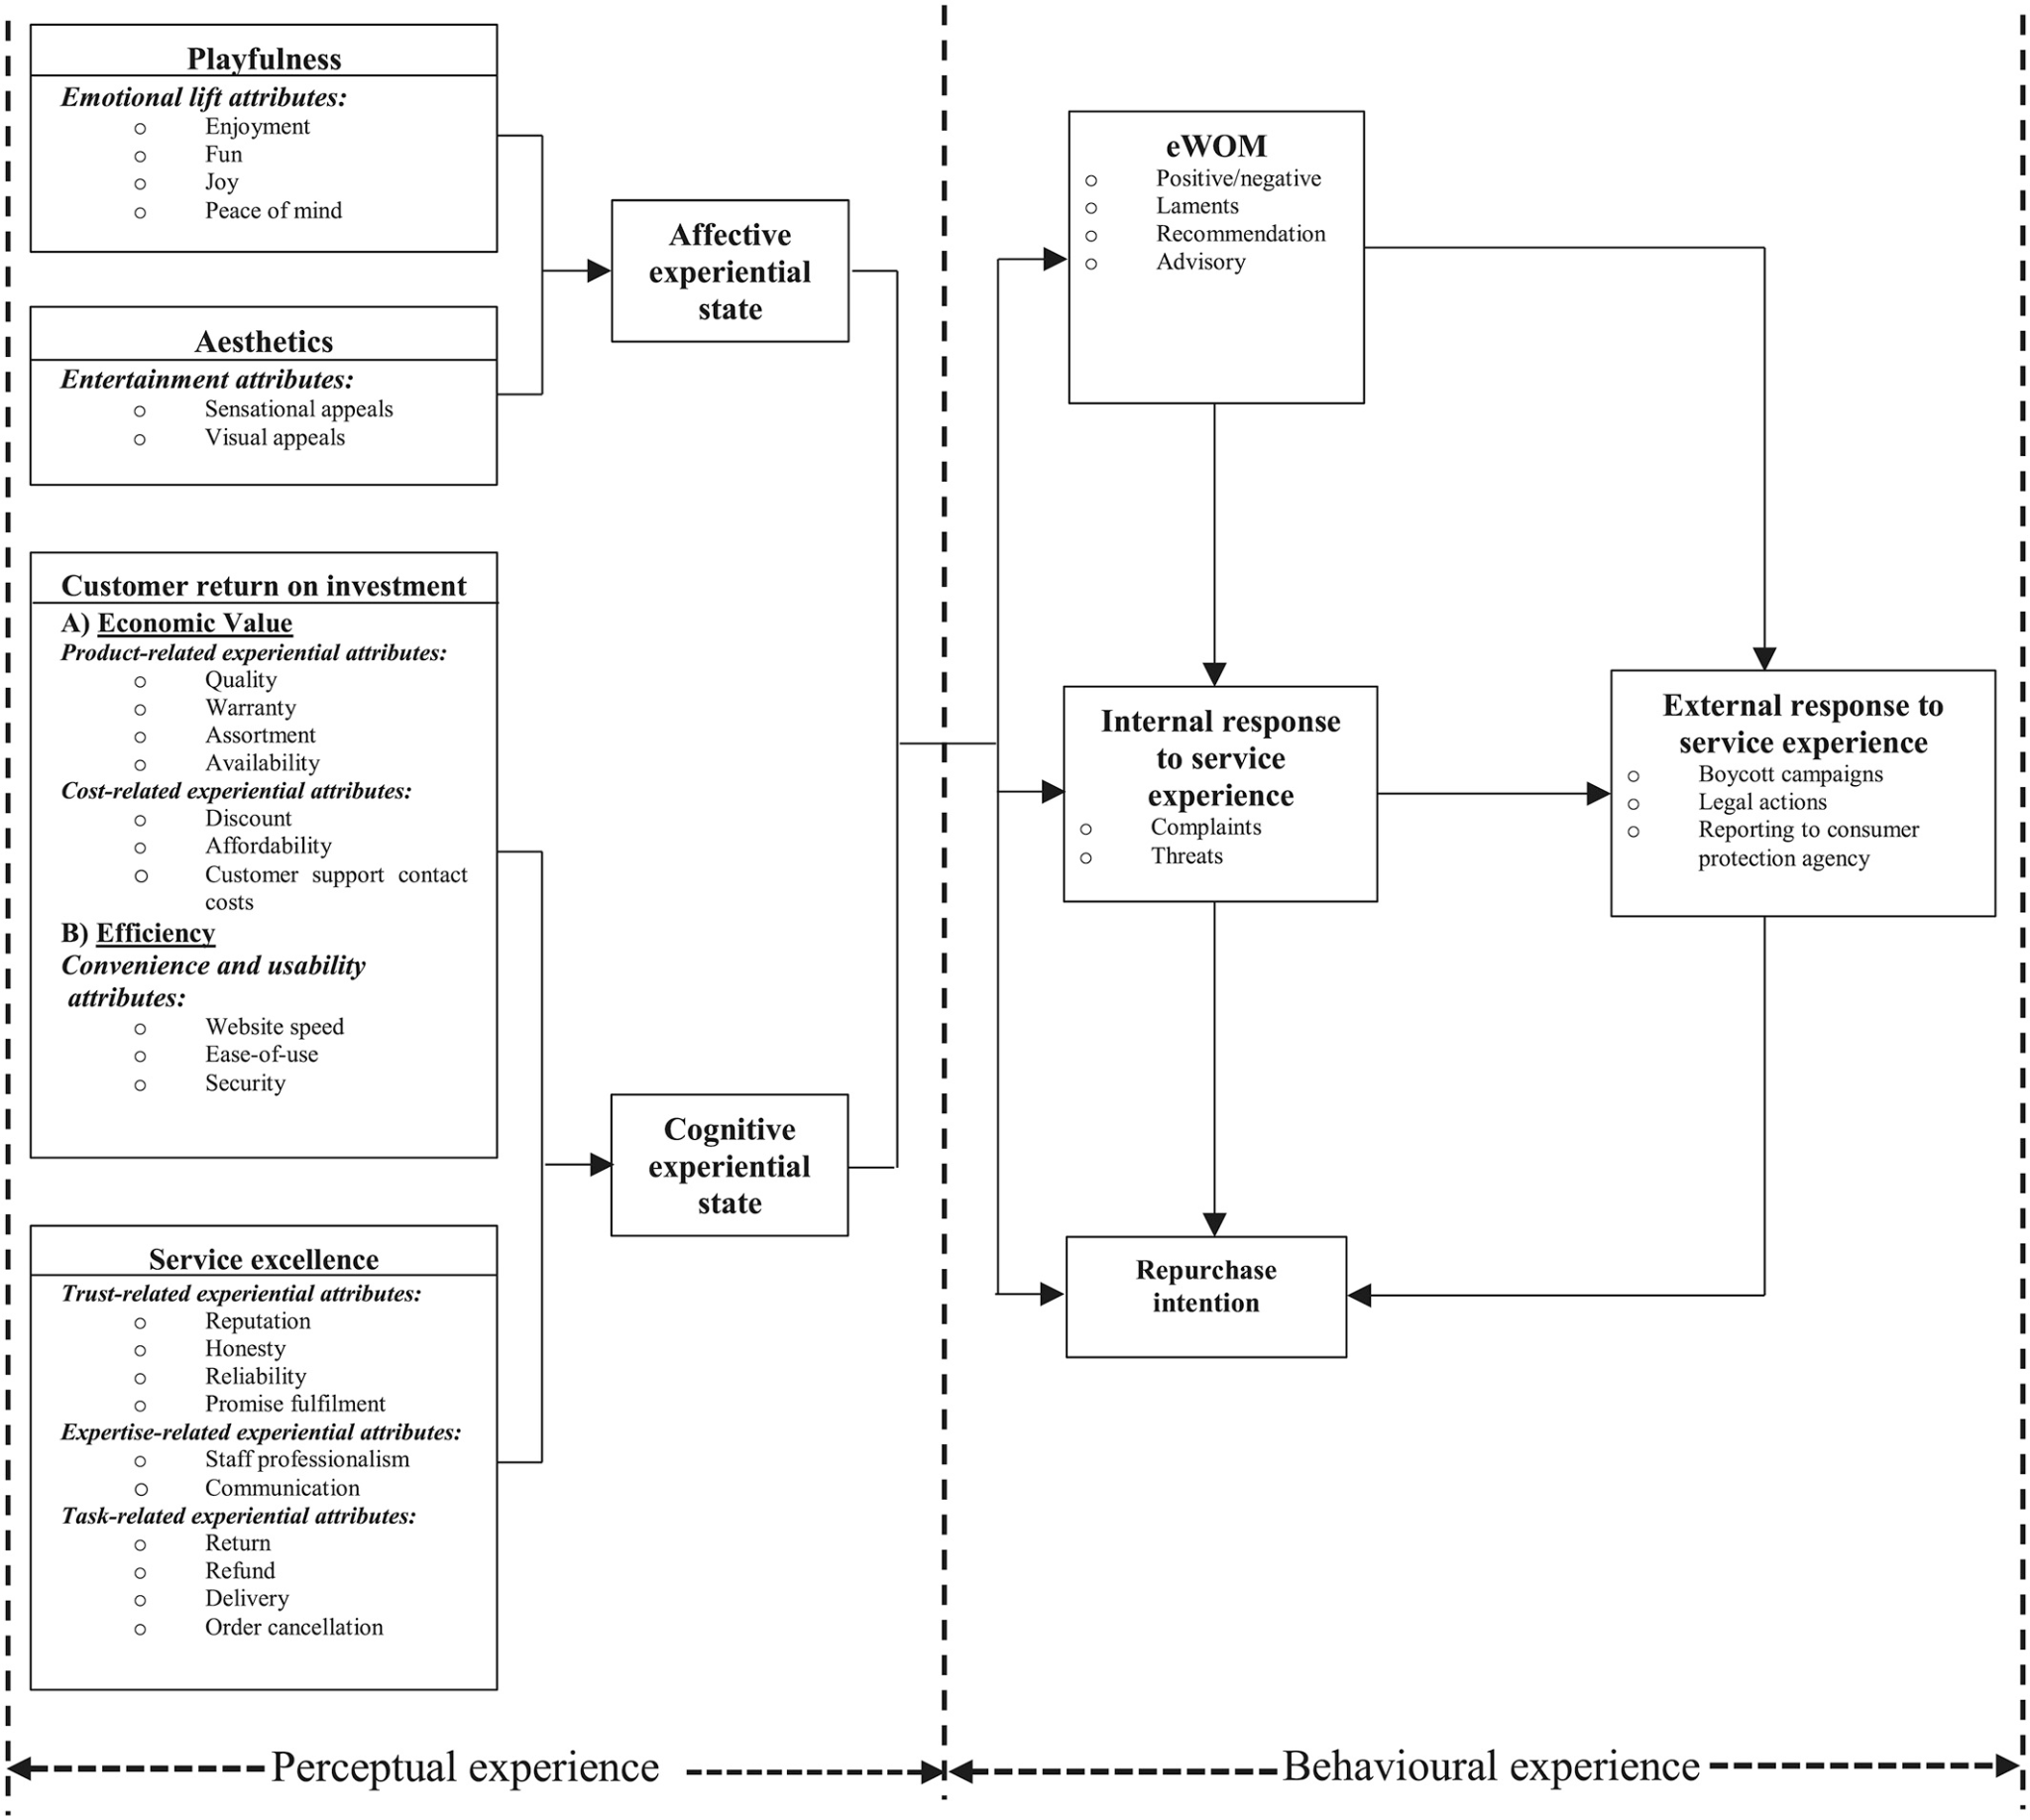 Playfulness
Emotional lift attributes:
o Enjoyment
o Fun
o Joy
o Peace of mind
Aesthetics
Entertainment attributes:
o Sensational appeals
o Visual appeals
Customer return on investment
A) Economic Value
Product-related experiential attributes:
o Quality
o Warranty
o Assortment
o Availability
Cost-related experiential attributes:
o Discount
o Affordability
o Customer support contact
costs
B) Efficiency
Convenience and usability
attributes:
o Website speed
o Ease-of-use
o Security
Service excellence
Trust-related experiential attributes:
o Reputation
o Honesty
o Reliability
o Promise fulfilment
Expertise-related experiential attributes:
o Staff professionalism
o Communication
Task-related experiential attributes:
o Return
o Refund
o Delivery
o Order cancellation
Affective
experiential
state
Cognitive
experiential
state
eWOM
o Positive/negative
o Laments
o Recommendation
o Advisory
Internal response
to service
experience
o Complaints
o Threats
External response to
service experience
o Boycott campaigns
o Legal actions
o Reporting to consumer
protection agency
Repurchase
intention
Perceptual experience
Behavioural experience